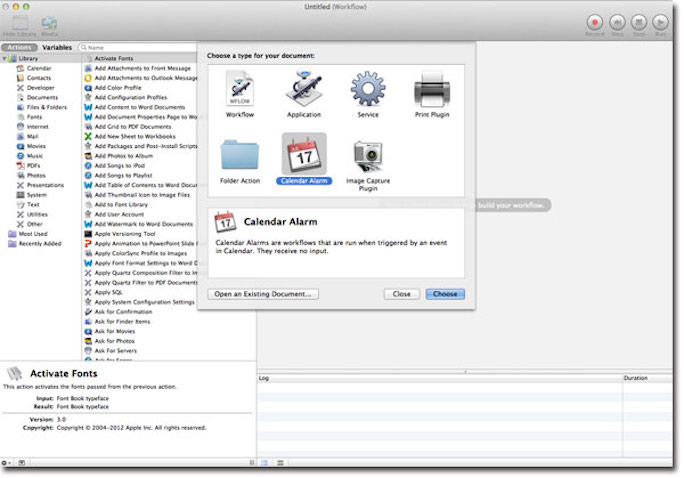 Untitled (Workflow)
Hide Library
Media
Record
Step
Stop
Run
Actions
Variables
Name
Library
Calendar
Contacts
Developer
Documents
Files & Folders
Fonts
Internet
Mail
Movies
Music
PDFs
Photos
Presentations
System
Text
Utilities
Other
Most Used
Recently Added
Activate Fonts
Add Attachments to Front Message
Add Attachments to Outlook Messag
Add Color Profile
Add Configuration Profiles
Add Content to Word Documents
Add Document Properties Page to Word
Add Grid to PDF Documents
Add New Sheet to Workbooks
Add Packages and Post-Install Scripts
Add Photos to Album
Add Songs to iPod
Add Songs to Playlist
Add Table of Contents to Word Docum
Add Thumbnail Icon to Image Files
Add to Font Library
Add User Account
Add Watermark to Word Documents
Apple Versioning Tool
Apply Animation to PowerPoint Slide
Apply ColorSync Profile to Images
Apply Font Format Settings to Word D
Apply Quartz Composition Filter to Im
Apply Quartz Filter to PDF Documents
Apply SQL
Apply System Configuration Settings
Ask for Confirmation
Ask for Finder Items
Ask for Movies
Ask for Photos
Ask For Servers
Choose a type for your document:
WFLOW
Workflow
Application
Service
Print Plugin
17
Folder Action
Calendar Alarm
Image Capture
Plugin
build your workflow.
17
Calendar Alarm
Calendar Alarms are workflows that are run when triggered by an event
in Calendar. They receive no input.
Open an Existing Document...
Close
Choose
Activate Fonts
This action activates the fonts passed from the previous action.
Input: Font Book typeface
Result: Font Book typeface
Version: 3.0
Copyright: Copyright © 2004–2012 Apple Inc. All rights reserved.
Log
Duration